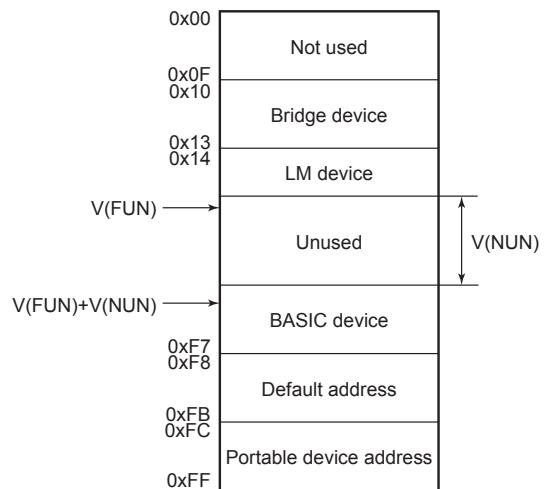 0x00
Not used
0x0F
0x10
Bridge device
0x13
0x14
LM device
V(FUN)
Unused
V(NUN)
V(FUN)+V(NUN)
BASIC device
0xF7
0xF8
Default address
0xFB
0xFC
Portable device address
0xFF